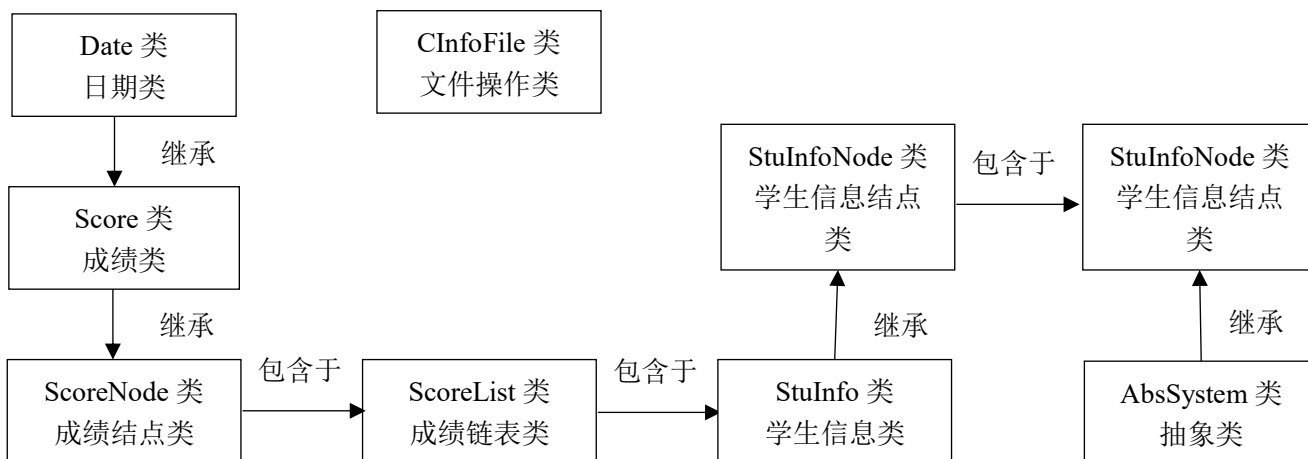 Date 类
日期类
CInfoFile 类
文件操作类
继承
StuInfoNode 类
学生信息结点
类
包含于
StuInfoNode 类
学生信息结点
类
Score 类
成绩类
继承
继承
继承
ScoreNode 类
成绩结点类
包含于
ScoreList 类
成绩链表类
包含于
StuInfo 类
学生信息类
AbsSystem 类
抽象类